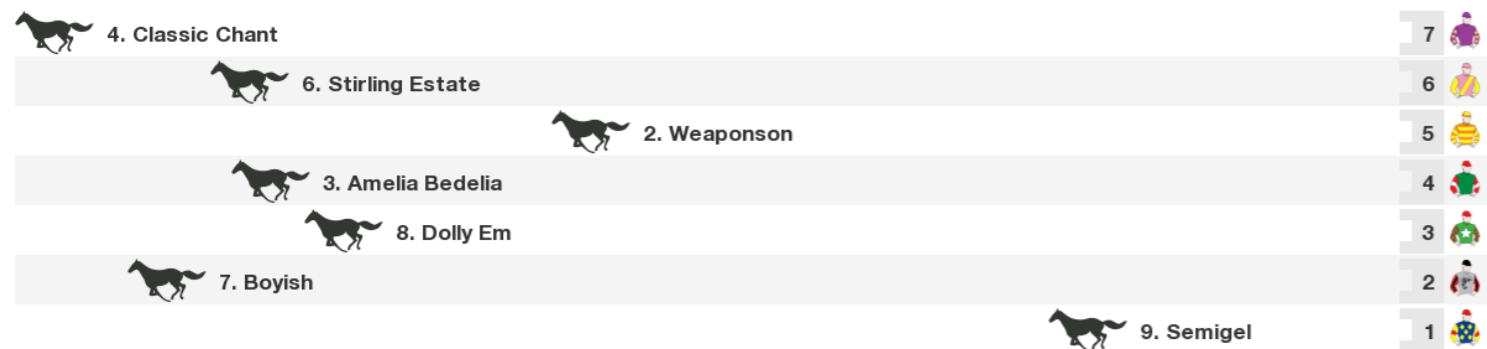 4. Classic Chant 7
6. Stirling Estate 6
2. Weaponson 5
3. Amelia Bedelia 4
8. Dolly Em 3
7. Boyish 2
9. Semigel 1